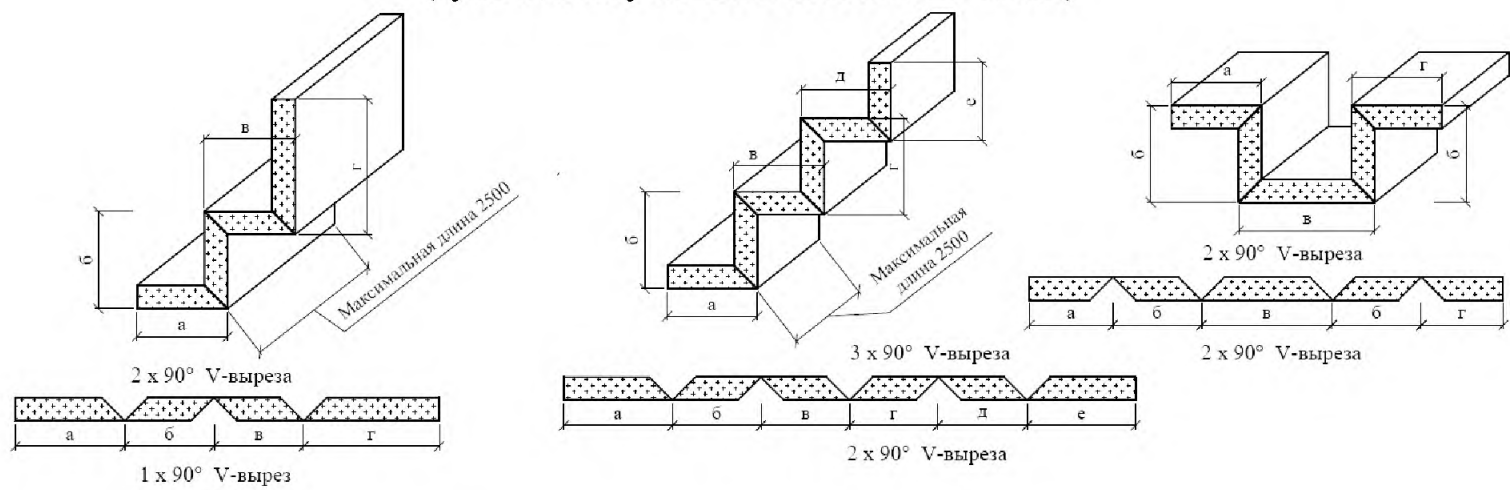 в
г
б
а
Максимальная длина 2500
2 x 90° V-выреза
а б в г
1 x 90° V-вырез
д
е
в
г
б
а
Максимальная
длина 2500
3 x 90° V-выреза
а б в г д е
2 x 90° V-выреза
а
г
б
б
в
2 x 90° V-выреза
а б в б г
2 x 90° V-выреза